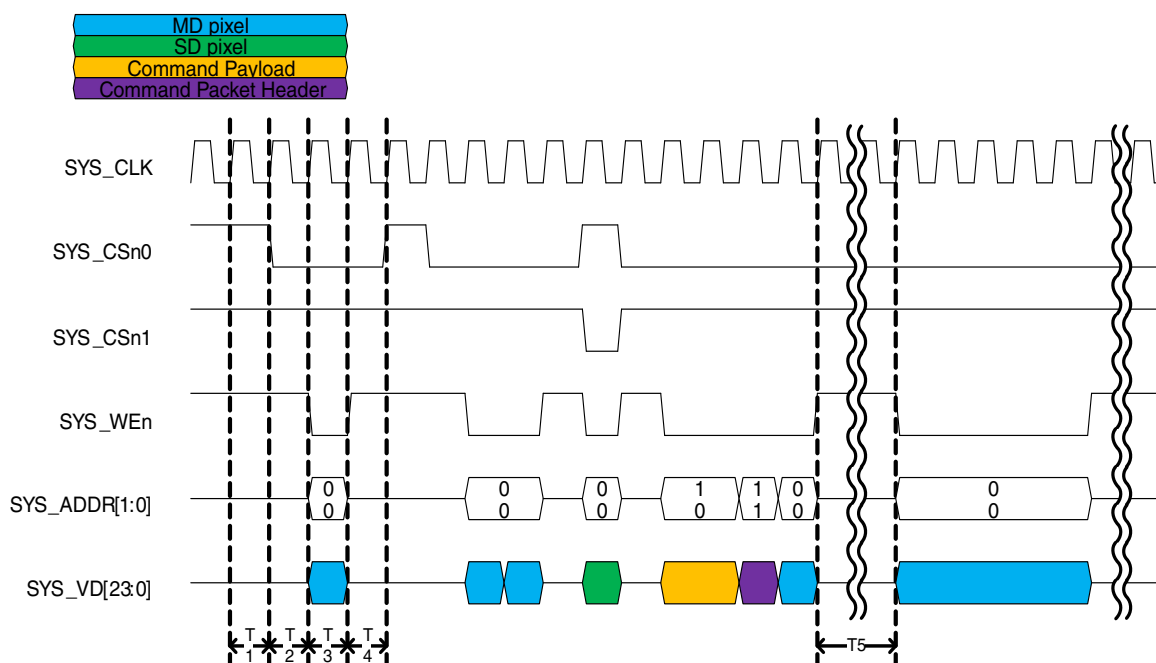 MD pixel
SD pixel
Command Payload
Command Packet Header
SYS_CLK
SYS_CSn0
SYS_CSn1
SYS_WEn
SYS_ADDR[1:0]
0 0 0 1 1 0 0
0 0 0 0 1 0 0
SYS_VD[23:0]
T T T T T5
1 2 3 4